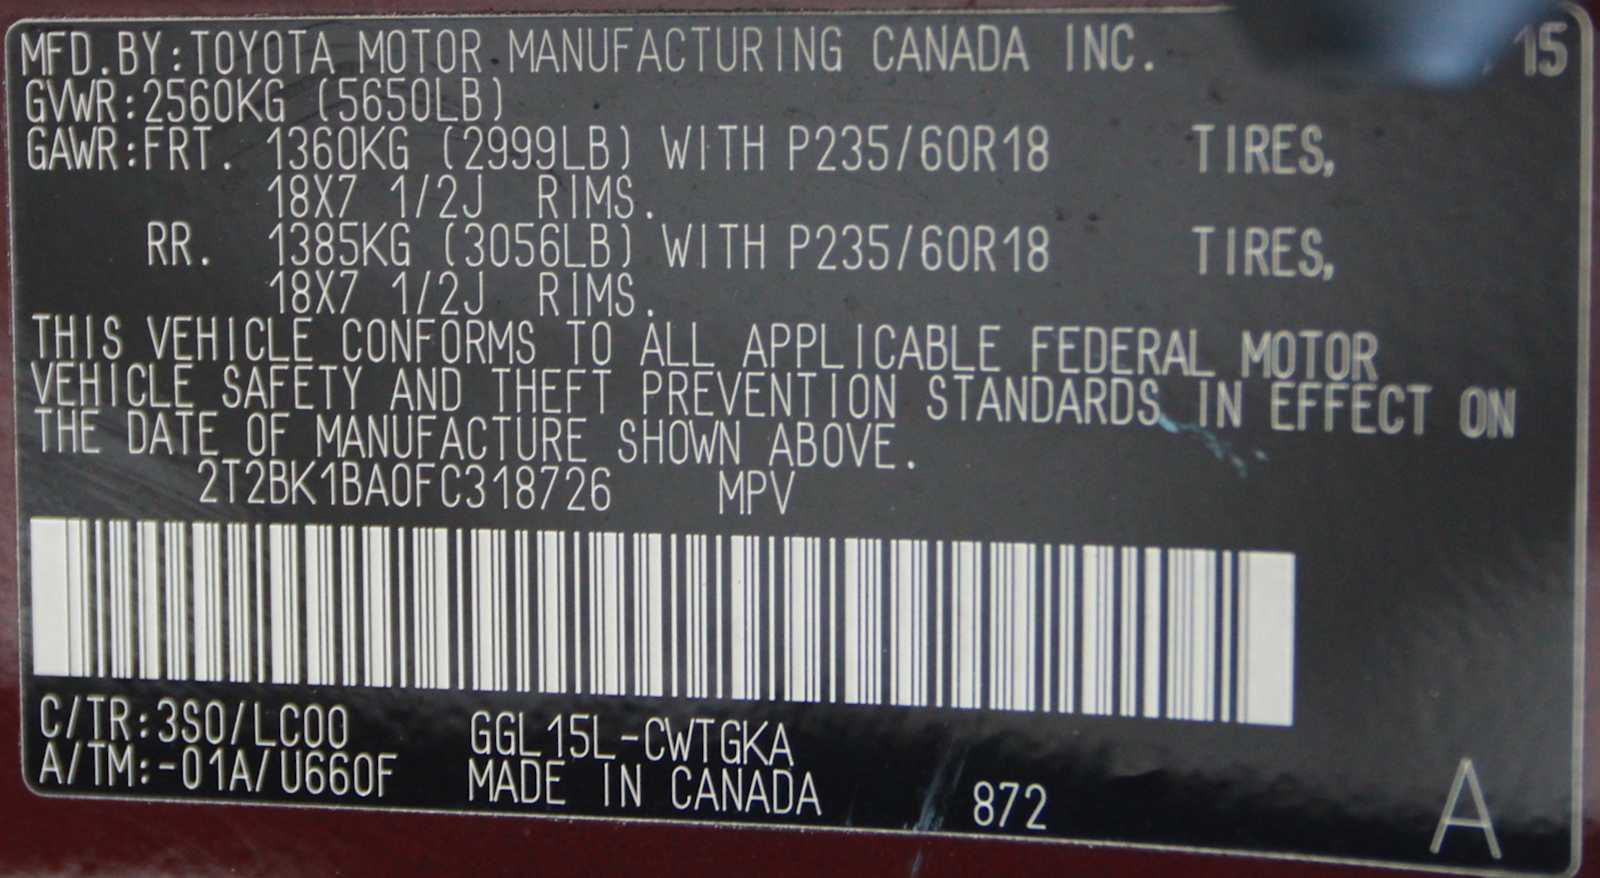 MFD.BY:TOYOTA MOTOR MANUFACTURING CANADA INC. 15
GVWR:2560KG (5650LB)
GAWR:FRT. 1360KG (2999LB) WITH P235/60R18 TIRES,
18X7 1/2J RIMS.
RR. 1385KG (3056LB) WITH P235/60R18 TIRES,
18X7 1/2J RIMS.
THIS VEHICLE CONFORMS TO ALL APPLICABLE FEDERAL MOTOR
VEHICLE SAFETY AND THEFT PREVENTION STANDARDS IN EFFECT ON
THE DATE OF MANUFACTURE SHOWN ABOVE.
2T2BK1BA0FC318726 MPV
C/TR:3S0/LC00 GGL15L-CWTGKA
A/TM:-01A/U660F MADE IN CANADA 872 A